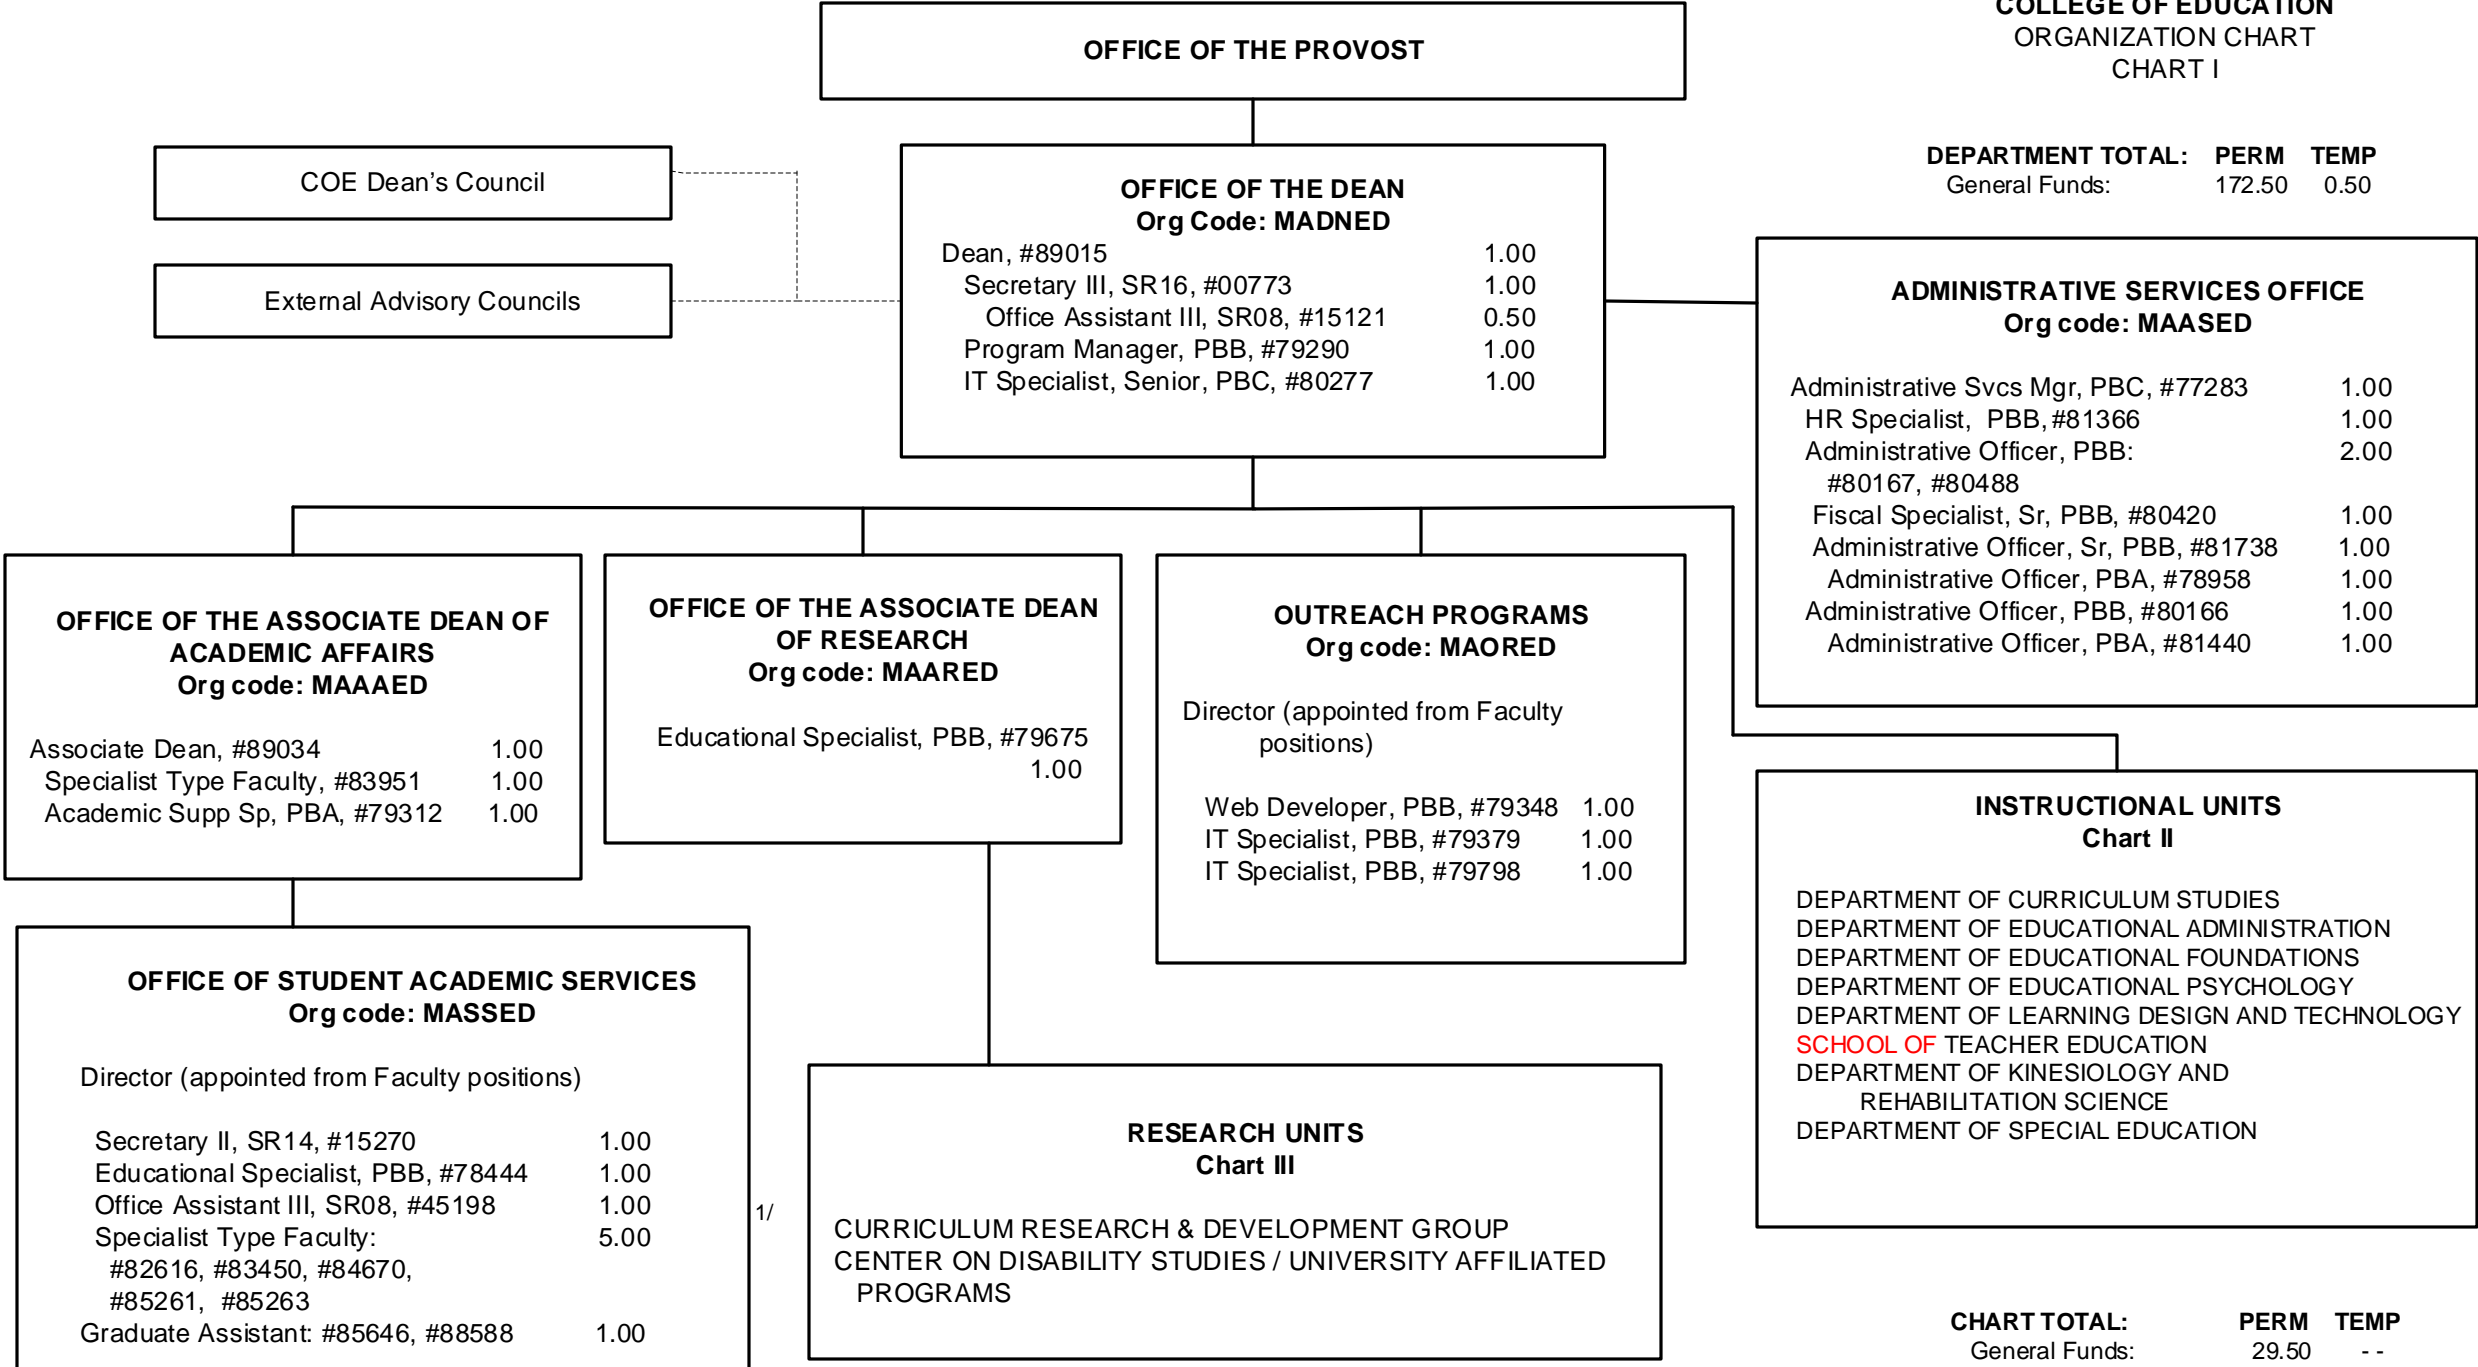 COLLEGE OF EDUCATION
ORGANIZATION CHART
CHART I
OFFICE OF THE PROVOST
DEPARTMENT TOTAL: PERM TEMP
General Funds: 172.50 0.50
COE Dean's Council
External Advisory Councils
OFFICE OF THE DEAN
Org Code: MADNED
Dean, #89015 1.00
Secretary III, SR16, #00773 1.00
Office Assistant III, SR08, #15121 0.50
Program Manager, PBB, #79290 1.00
IT Specialist, Senior, PBC, #80277 1.00
ADMINISTRATIVE SERVICES OFFICE
Org code: MAASED
Administrative Svcs Mgr, PBC, #77283 1.00
HR Specialist, PBB, #81366 1.00
Administrative Officer, PBB: 2.00
#80167, #80488
Fiscal Specialist, Sr, PBB, #80420 1.00
Administrative Officer, Sr, PBB, #81738 1.00
Administrative Officer, PBA, #78958 1.00
Administrative Officer, PBB, #80166 1.00
Administrative Officer, PBA, #81440 1.00
OFFICE OF THE ASSOCIATE DEAN OF
ACADEMIC AFFAIRS
Org code: MAAAED
Associate Dean, #89034 1.00
Specialist Type Faculty, #83951 1.00
Academic Supp Sp, PBA, #79312 1.00
OFFICE OF THE ASSOCIATE DEAN
OF RESEARCH
Org code: MAARED
Educational Specialist, PBB, #79675
1.00
OUTREACH PROGRAMS
Org code: MAORED
Director (appointed from Faculty
positions)
Web Developer, PBB, #79348 1.00
IT Specialist, PBB, #79379 1.00
IT Specialist, PBB, #79798 1.00
INSTRUCTIONAL UNITS
Chart II
DEPARTMENT OF CURRICULUM STUDIES
DEPARTMENT OF EDUCATIONAL ADMINISTRATION
DEPARTMENT OF EDUCATIONAL FOUNDATIONS
DEPARTMENT OF EDUCATIONAL PSYCHOLOGY
DEPARTMENT OF LEARNING DESIGN AND TECHNOLOGY
SCHOOL OF TEACHER EDUCATION
DEPARTMENT OF KINESIOLOGY AND
REHABILITATION SCIENCE
DEPARTMENT OF SPECIAL EDUCATION
OFFICE OF STUDENT ACADEMIC SERVICES
Org code: MASSED
Director (appointed from Faculty positions)
Secretary II, SR14, #15270 1.00
Educational Specialist, PBB, #78444 1.00
Office Assistant III, SR08, #45198 1.00 1/
Specialist Type Faculty: 5.00
#82616, #83450, #84670,
#85261, #85263
Graduate Assistant: #85646, #88588 1.00
RESEARCH UNITS
Chart III
CURRICULUM RESEARCH & DEVELOPMENT GROUP
CENTER ON DISABILITY STUDIES / UNIVERSITY AFFILIATED
PROGRAMS
CHART TOTAL: PERM TEMP
General Funds: 29.50 - -